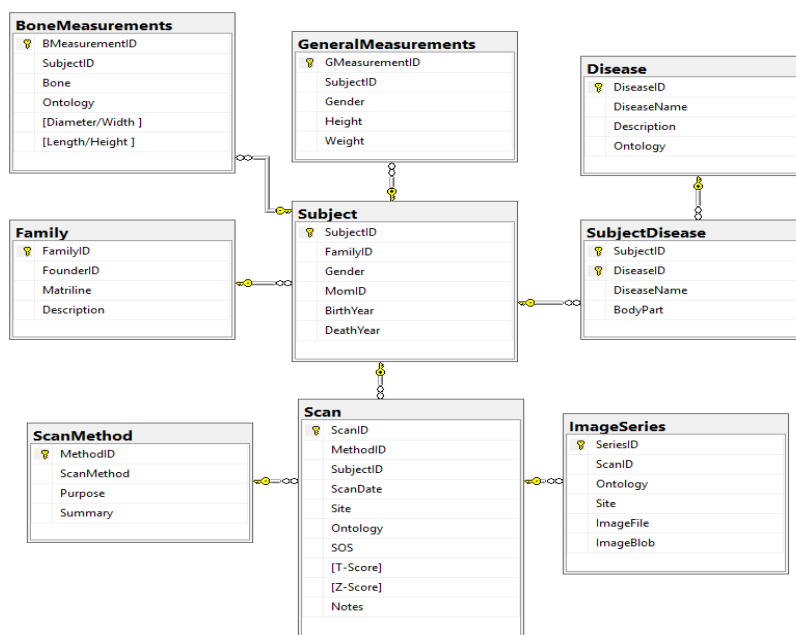 BoneMeasurements
BMeasurementID
SubjectID
Bone
Ontology
[Diameter/Width ]
[Length/Height ]
GeneralMeasurements
GMeasurementID
SubjectID
Gender
Height
Weight
Disease
DiseaseID
DiseaseName
Description
Ontology
Family
FamilyID
FounderID
Matriline
Description
Subject
SubjectID
FamilyID
Gender
MomID
BirthYear
DeathYear
SubjectDisease
SubjectID
DiseaseID
DiseaseName
BodyPart
ScanMethod
MethodID
ScanMethod
Purpose
Summary
Scan
ScanID
MethodID
SubjectID
ScanDate
Site
Ontology
SOS
[T-Score]
[Z-Score]
Notes
ImageSeries
SeriesID
ScanID
Ontology
Site
ImageFile
ImageBlob